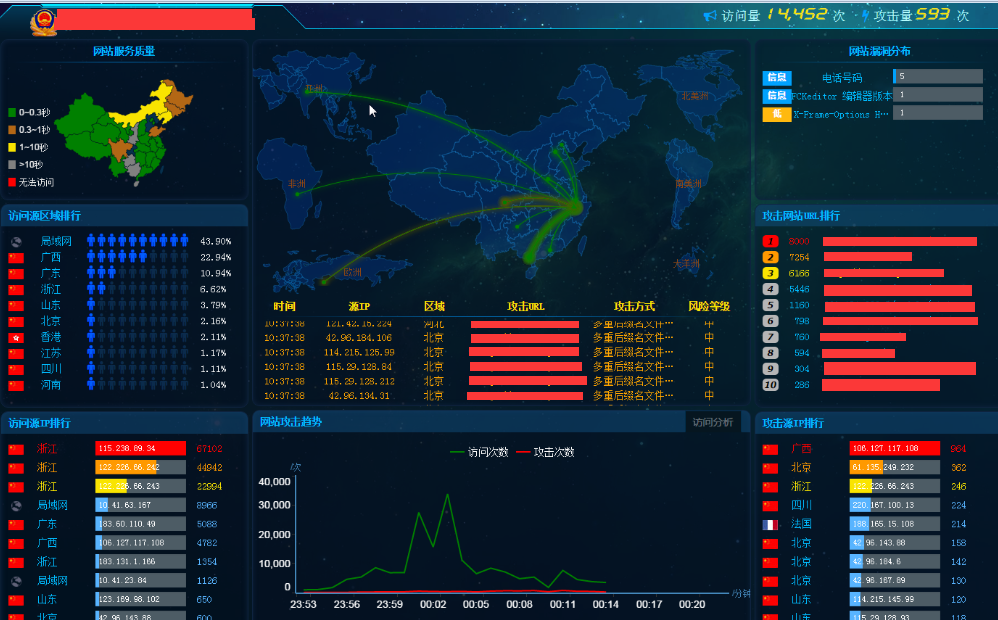 访问量 14,452 次 攻击量 593 次
网站服务质量
0~0.3秒
0.3~1秒
1~10秒
>10秒
无法访问
亚洲
北美洲
非洲
南美洲
欧洲
大洋洲
网站漏洞分布
信息 电话号码 5
信息 FCKeditor 编辑器版本 1
低 X-Frame-Options H… 1
访问源区域排行
局域网 43.90%
广西 22.94%
广东 10.94%
浙江 6.62%
山东 3.79%
北京 2.16%
香港 2.11%
江苏 1.17%
四川 1.11%
河南 1.04%
时间 源IP 区域 攻击URL 攻击方式 风险等级
10:37:38 121.42.15.224 河北 多重后缀名文件… 中
10:37:38 42.96.184.106 北京 多重后缀名文件… 中
10:37:38 114.215.125.99 北京 多重后缀名文件… 中
10:37:38 115.29.128.84 北京 多重后缀名文件… 中
10:37:38 115.29.128.212 北京 多重后缀名文件… 中
10:37:38 42.96.134.31 北京 多重后缀名文件… 中
攻击网站URL排行
1 8000
2 7254
3 6166
4 5446
5 1160
6 798
7 760
8 594
9 304
10 286
访问源IP排行
浙江 115.238.89.34 67102
浙江 122.226.66.242 44942
浙江 122.226.66.243 22994
局域网 10.41.63.167 8966
广东 183.60.110.49 5088
广西 106.127.117.108 4782
浙江 183.131.1.166 1354
局域网 10.41.23.84 1126
山东 123.169.98.102 650
北京 42.96.143.88 600
网站攻击趋势
访问分析
访问次数 攻击次数
/次
40,000
30,000
20,000
10,000
0
23:53 23:56 23:59 00:02 00:05 00:08 00:11 00:14 00:17 00:20
/分钟
攻击源IP排行
广西 106.127.117.108 964
北京 61.135.249.232 362
浙江 122.226.66.243 246
四川 220.167.100.13 224
法国 188.165.15.108 214
北京 42.96.143.88 158
北京 42.96.184.6 142
北京 42.96.187.89 130
山东 114.215.145.99 120
山东 115.29.128.93 118